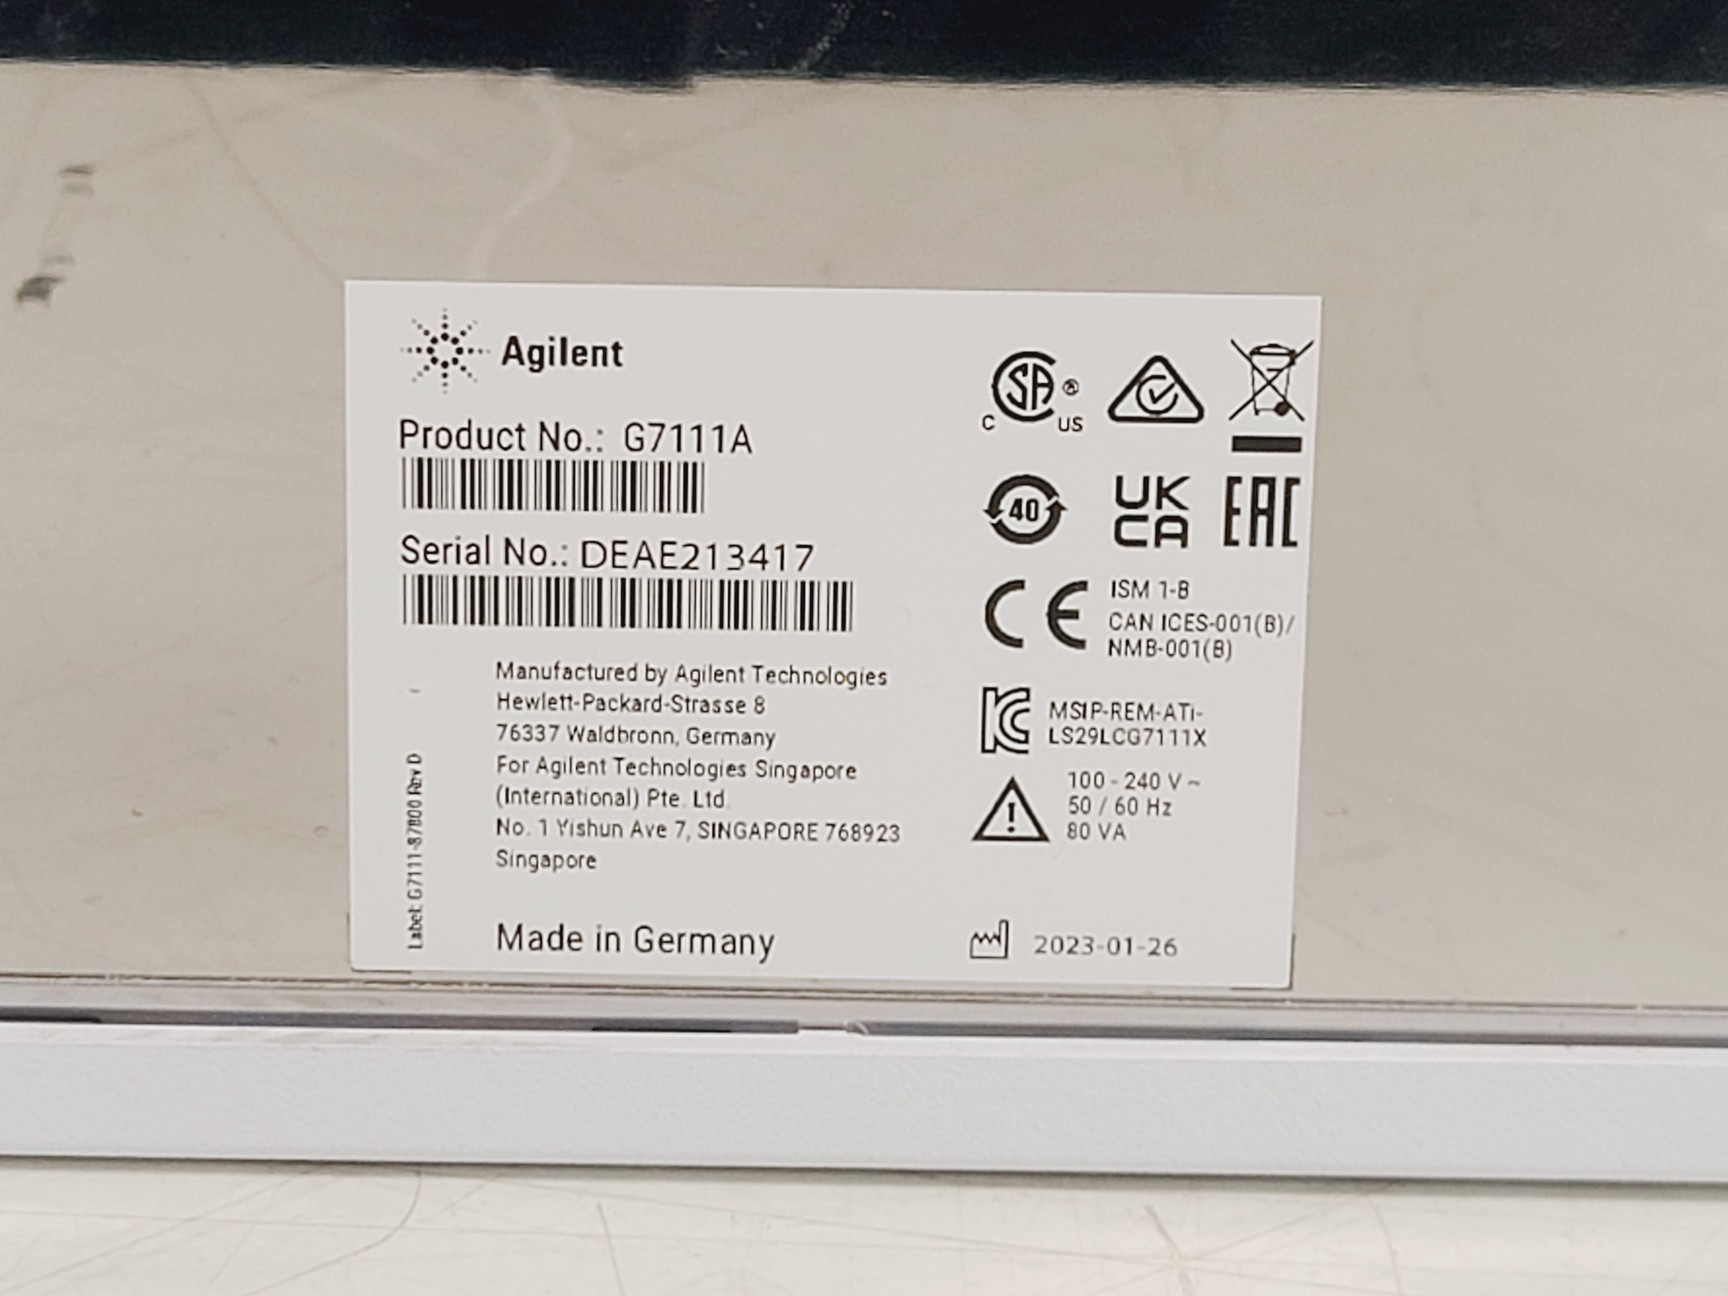 Agilent
Product No.: G7111A
Serial No.: DEAE213417
Manufactured by Agilent Technologies
Hewlett-Packard-Strasse 8
76337 Waldbronn, Germany
For Agilent Technologies Singapore
(International) Pte. Ltd.
No. 1 Yishun Ave 7, SINGAPORE 768923
Singapore
Made in Germany
Label: G7111-87800 Rev D
C SA ® US
40
UK
CA
EAC
CE
ISM 1-B
CAN ICES-001(B)/
NMB-001(B)
KC
MSIP-REM-ATi-
LS29LCG7111X
100 - 240 V ~
50 / 60 Hz
80 VA
2023-01-26